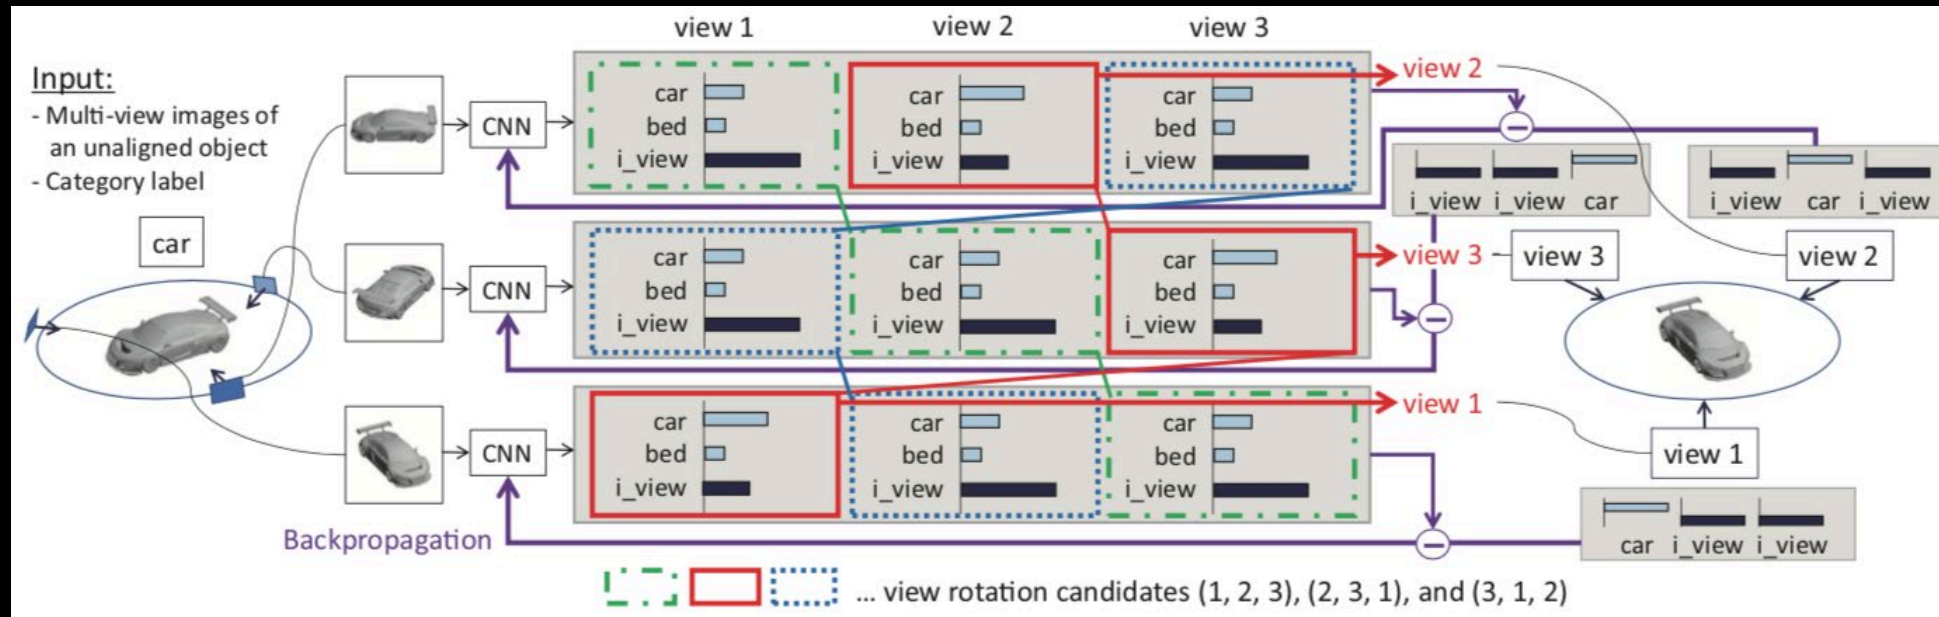 view 1
view 2
view 3
Input:
- Multi-view images of
an unaligned object
- Category label
car
CNN
car
bed
i_view
car
bed
i_view
car
bed
i_view
view 2
i_view i_view car
i_view car i_view
CNN
car
bed
i_view
car
bed
i_view
car
bed
i_view
view 3
view 3
view 2
CNN
car
bed
i_view
car
bed
i_view
car
bed
i_view
view 1
view 1
car i_view i_view
Backpropagation
... view rotation candidates (1, 2, 3), (2, 3, 1), and (3, 1, 2)